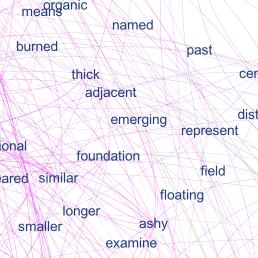 organic
means
named
burned
past
thick
cer
adjacent
dist
emerging
represent
ional
foundation
field
eared
similar
floating
longer
ashy
smaller
examine